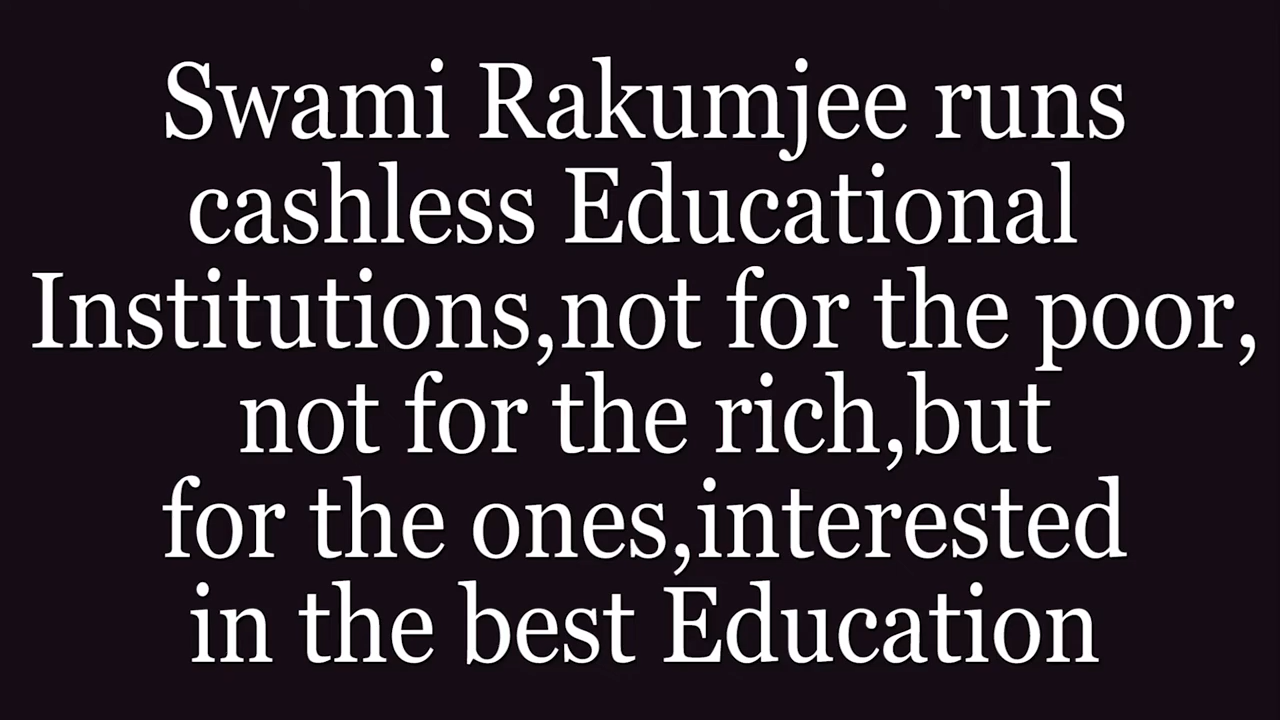 Swami Rakumjee runs
cashless Educational
Institutions,not for the poor,
not for the rich,but
for the ones,interested
in the best Education